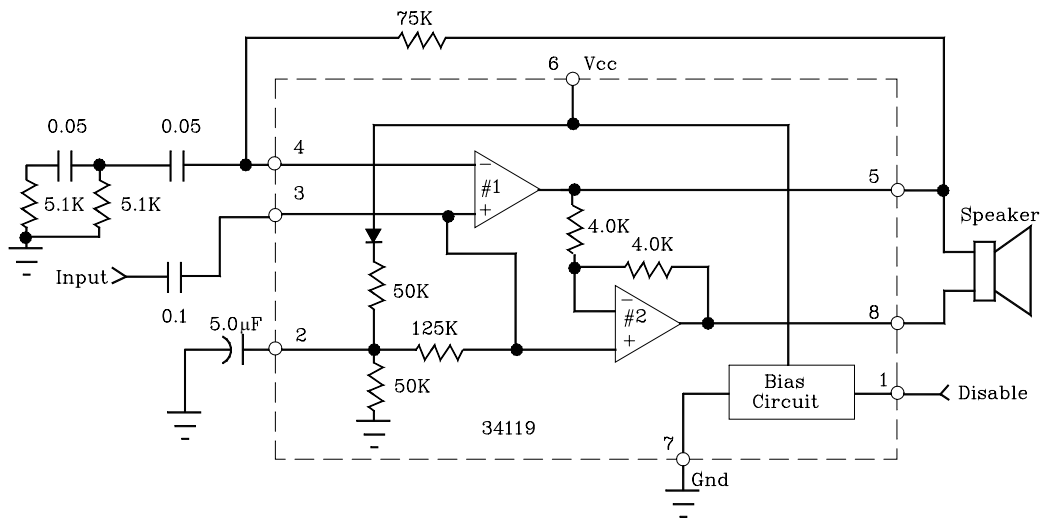 75K
6 Vcc
0.05 0.05
4
5.1K 5.1K
3
−
#1
+
5
Speaker
4.0K
4.0K
Input
0.1
50K
5.0µF
2
125K
−
#2
+
8
50K
Bias
Circuit
1
Disable
34119
7
Gnd